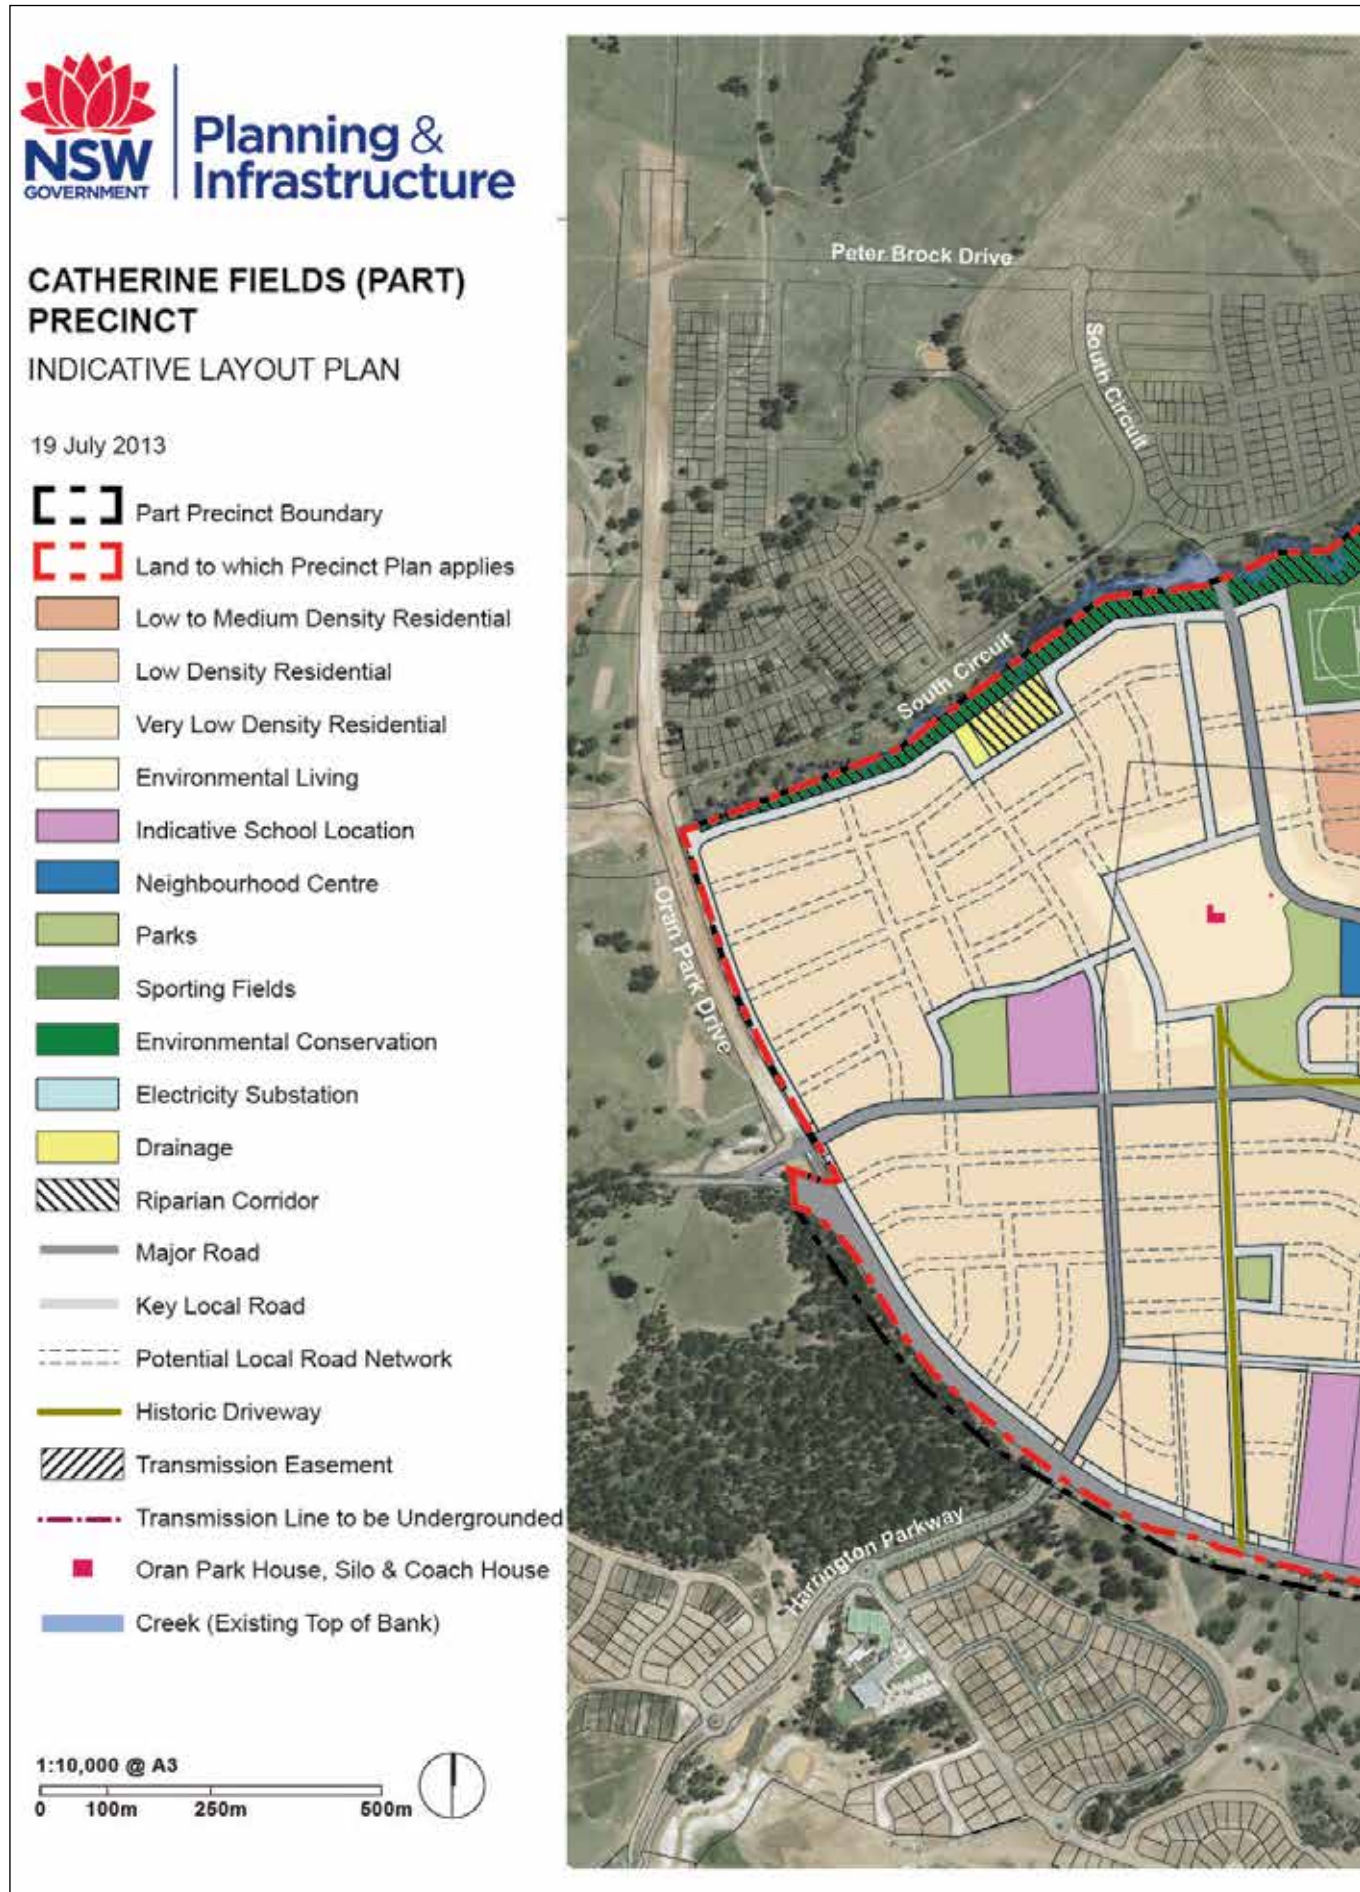 NSW
GOVERNMENT
Planning &
Infrastructure
CATHERINE FIELDS (PART)
PRECINCT
INDICATIVE LAYOUT PLAN
19 July 2013
Part Precinct Boundary
Land to which Precinct Plan applies
Low to Medium Density Residential
Low Density Residential
Very Low Density Residential
Environmental Living
Indicative School Location
Neighbourhood Centre
Parks
Sporting Fields
Environmental Conservation
Electricity Substation
Drainage
Riparian Corridor
Major Road
Key Local Road
Potential Local Road Network
Historic Driveway
Transmission Easement
Transmission Line to be Undergrounded
Oran Park House, Silo & Coach House
Creek (Existing Top of Bank)
1:10,000 @ A3
0 100m 250m 500m
Peter Brock Drive
South Circuit
South Circuit
Oran Park Drive
Harrington Parkway